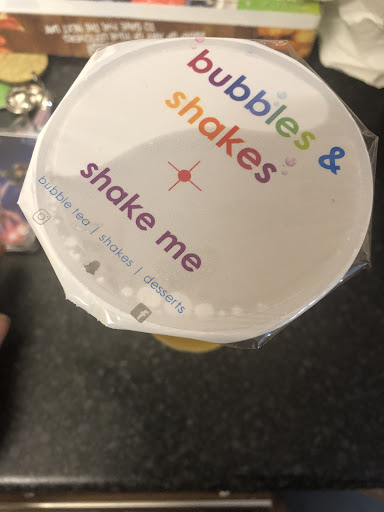 bubbles &
shakes
shake me
bubble tea | shakes | desserts